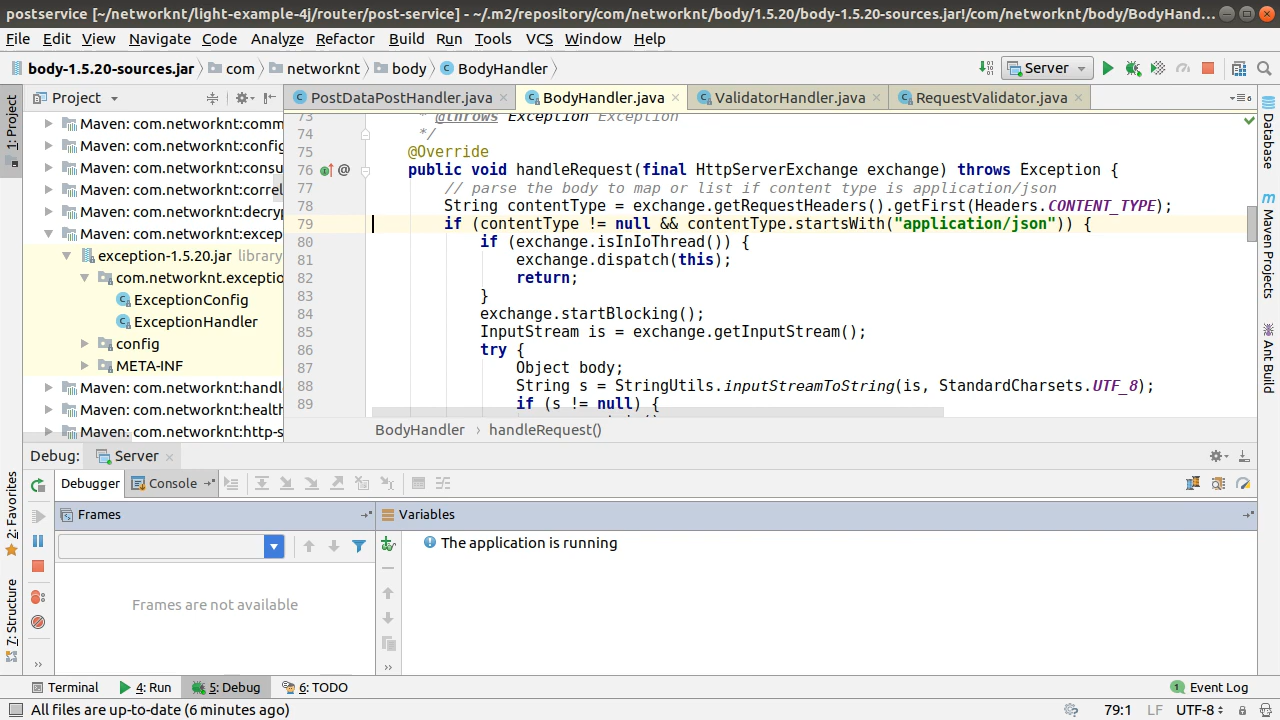 postservice [~/networknt/light-example-4j/router/post-service] - ~/.m2/repository/com/networknt/body/1.5.20/body-1.5.20-sources.jar!/com/networknt/body/BodyHand...
File Edit View Navigate Code Analyze Refactor Build Run Tools VCS Window Help
body-1.5.20-sources.jar com networknt body BodyHandler Server
Project PostDataPostHandler.java BodyHandler.java ValidatorHandler.java RequestValidator.java
1: Project
Maven: com.networknt:comm
Maven: com.networknt:config
Maven: com.networknt:consu
Maven: com.networknt:correl
Maven: com.networknt:decryp
Maven: com.networknt:excep
exception-1.5.20.jar library
com.networknt.exception
ExceptionConfig
ExceptionHandler
config
META-INF
Maven: com.networknt:handl
Maven: com.networknt:health
Maven: com.networknt:http-s
73 * @throws Exception Exception
74 */
75 @Override
76 @ public void handleRequest(final HttpServerExchange exchange) throws Exception {
77 // parse the body to map or list if content type is application/json
78 String contentType = exchange.getRequestHeaders().getFirst(Headers.CONTENT_TYPE);
79 if (contentType != null && contentType.startsWith("application/json")) {
80 if (exchange.isInIoThread()) {
81 exchange.dispatch(this);
82 return;
83 }
84 exchange.startBlocking();
85 InputStream is = exchange.getInputStream();
86 try {
87 Object body;
88 String s = StringUtils.inputStreamToString(is, StandardCharsets.UTF_8);
89 if (s != null) {
BodyHandler › handleRequest()
Database
Maven Projects
Ant Build
Debug: Server
Debugger Console
2: Favorites
7: Structure
Frames Variables
Frames are not available
The application is running
Terminal 4: Run 5: Debug 6: TODO 1 Event Log
All files are up-to-date (6 minutes ago) 79:1 LF UTF-8